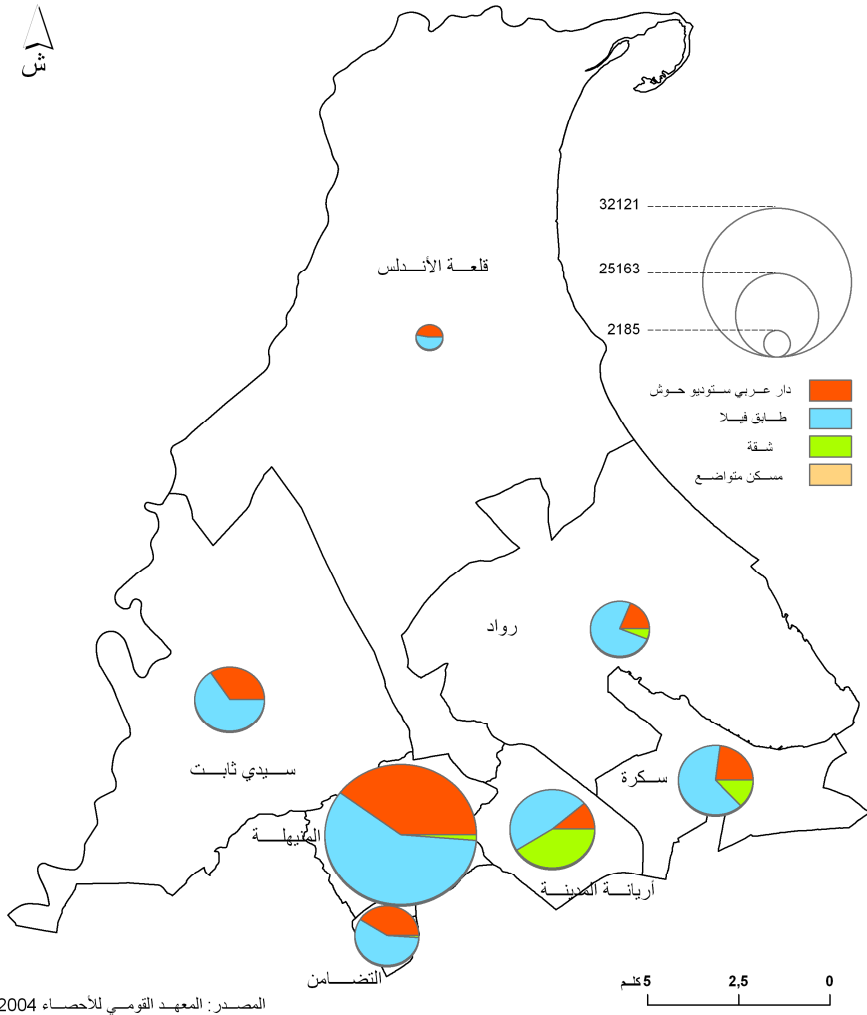 ش
32121
25163
2185
قلعة الأندلس
دار عربي ستوديو حوش
طابق فيلا
شقة
مسكن متواضع
رواد
سيدي ثابت
سكرة
المنيهلة
أريانة المدينة
التضامن
5 كلم 2,5 0
المصدر: المعهد القومي للأحصاء 2004